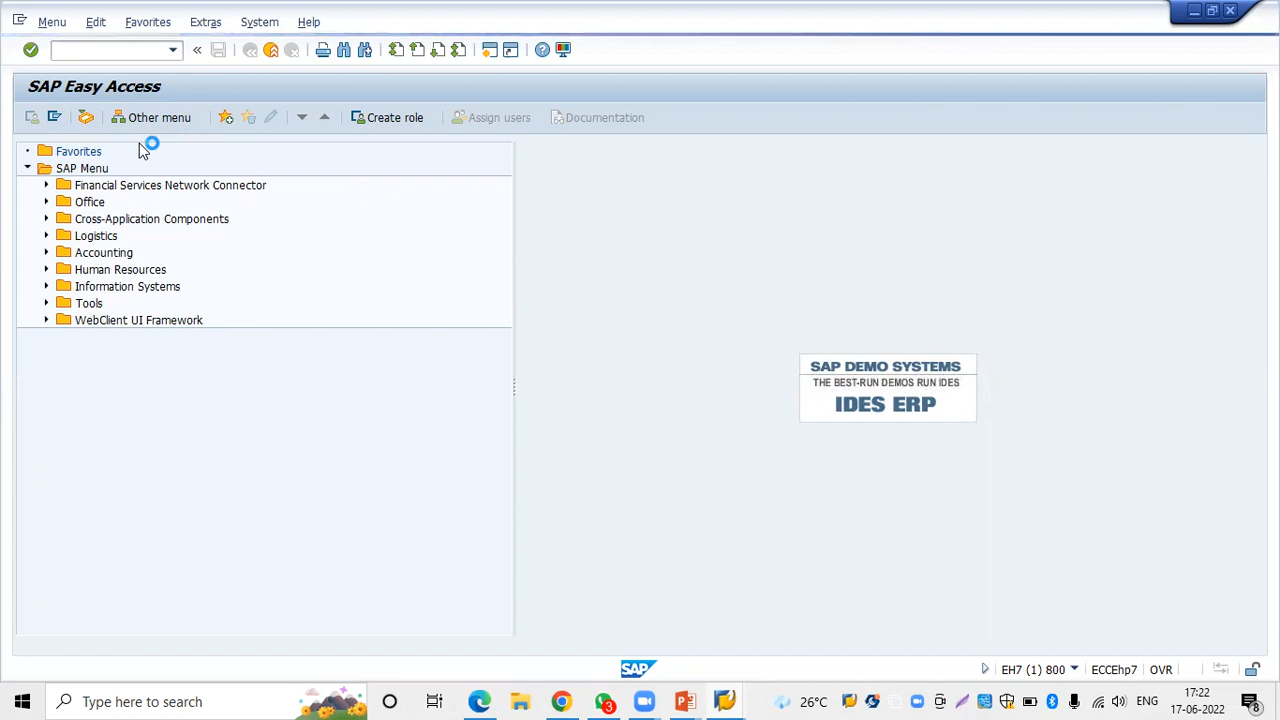 Menu Edit Favorites Extras System Help
SAP Easy Access
Other menu Create role Assign users Documentation
Favorites
SAP Menu
Financial Services Network Connector
Office
Cross-Application Components
Logistics
Accounting
Human Resources
Information Systems
Tools
WebClient UI Framework
SAP DEMO SYSTEMS
THE BEST-RUN DEMOS RUN IDES
IDES ERP
SAP
EH7 (1) 800 ECCEhp7 OVR
Type here to search 3 26°C ENG 17:22
17-06-2022 8